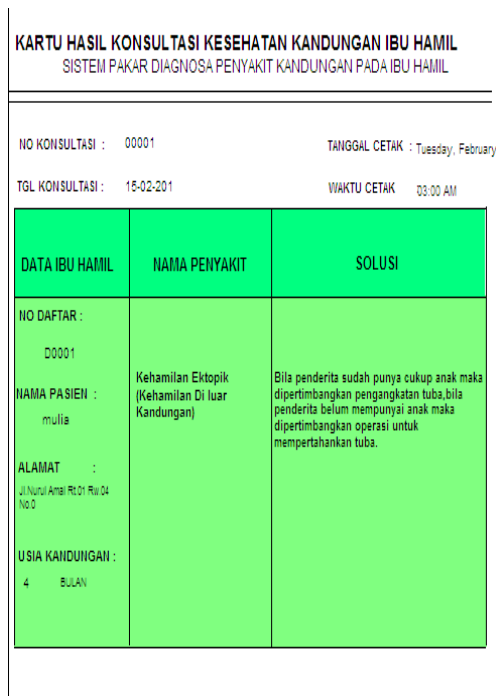 KARTU HASIL KONSULTASI KESEHATAN KANDUNGAN IBU HAMIL
SISTEM PAKAR DIAGNOSA PENYAKIT KANDUNGAN PADA IBU HAMIL
NO KONSULTASI : 00001 TANGGAL CETAK : Tuesday, February
TGL KONSULTASI : 15-02-201 WAKTU CETAK 03:00 AM
DATA IBU HAMIL NAMA PENYAKIT SOLUSI
NO DAFTAR :
D0001
NAMA PASIEN :
mulia
ALAMAT :
Jl.Nurul Amal Rt.01 Rw.04
No.0
USIA KANDUNGAN :
4 BULAN
Kehamilan Ektopik
(Kehamilan Di luar
Kandungan)
Bila penderita sudah punya cukup anak maka
dipertimbangkan pengangkatan tuba,bila
penderita belum mempunyai anak maka
dipertimbangkan operasi untuk
mempertahankan tuba.